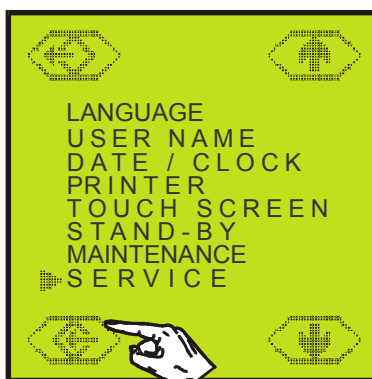 LANGUAGE
USER NAME
DATE / CLOCK
PRINTER
TOUCH SCREEN
STAND-BY
MAINTENANCE
SERVICE